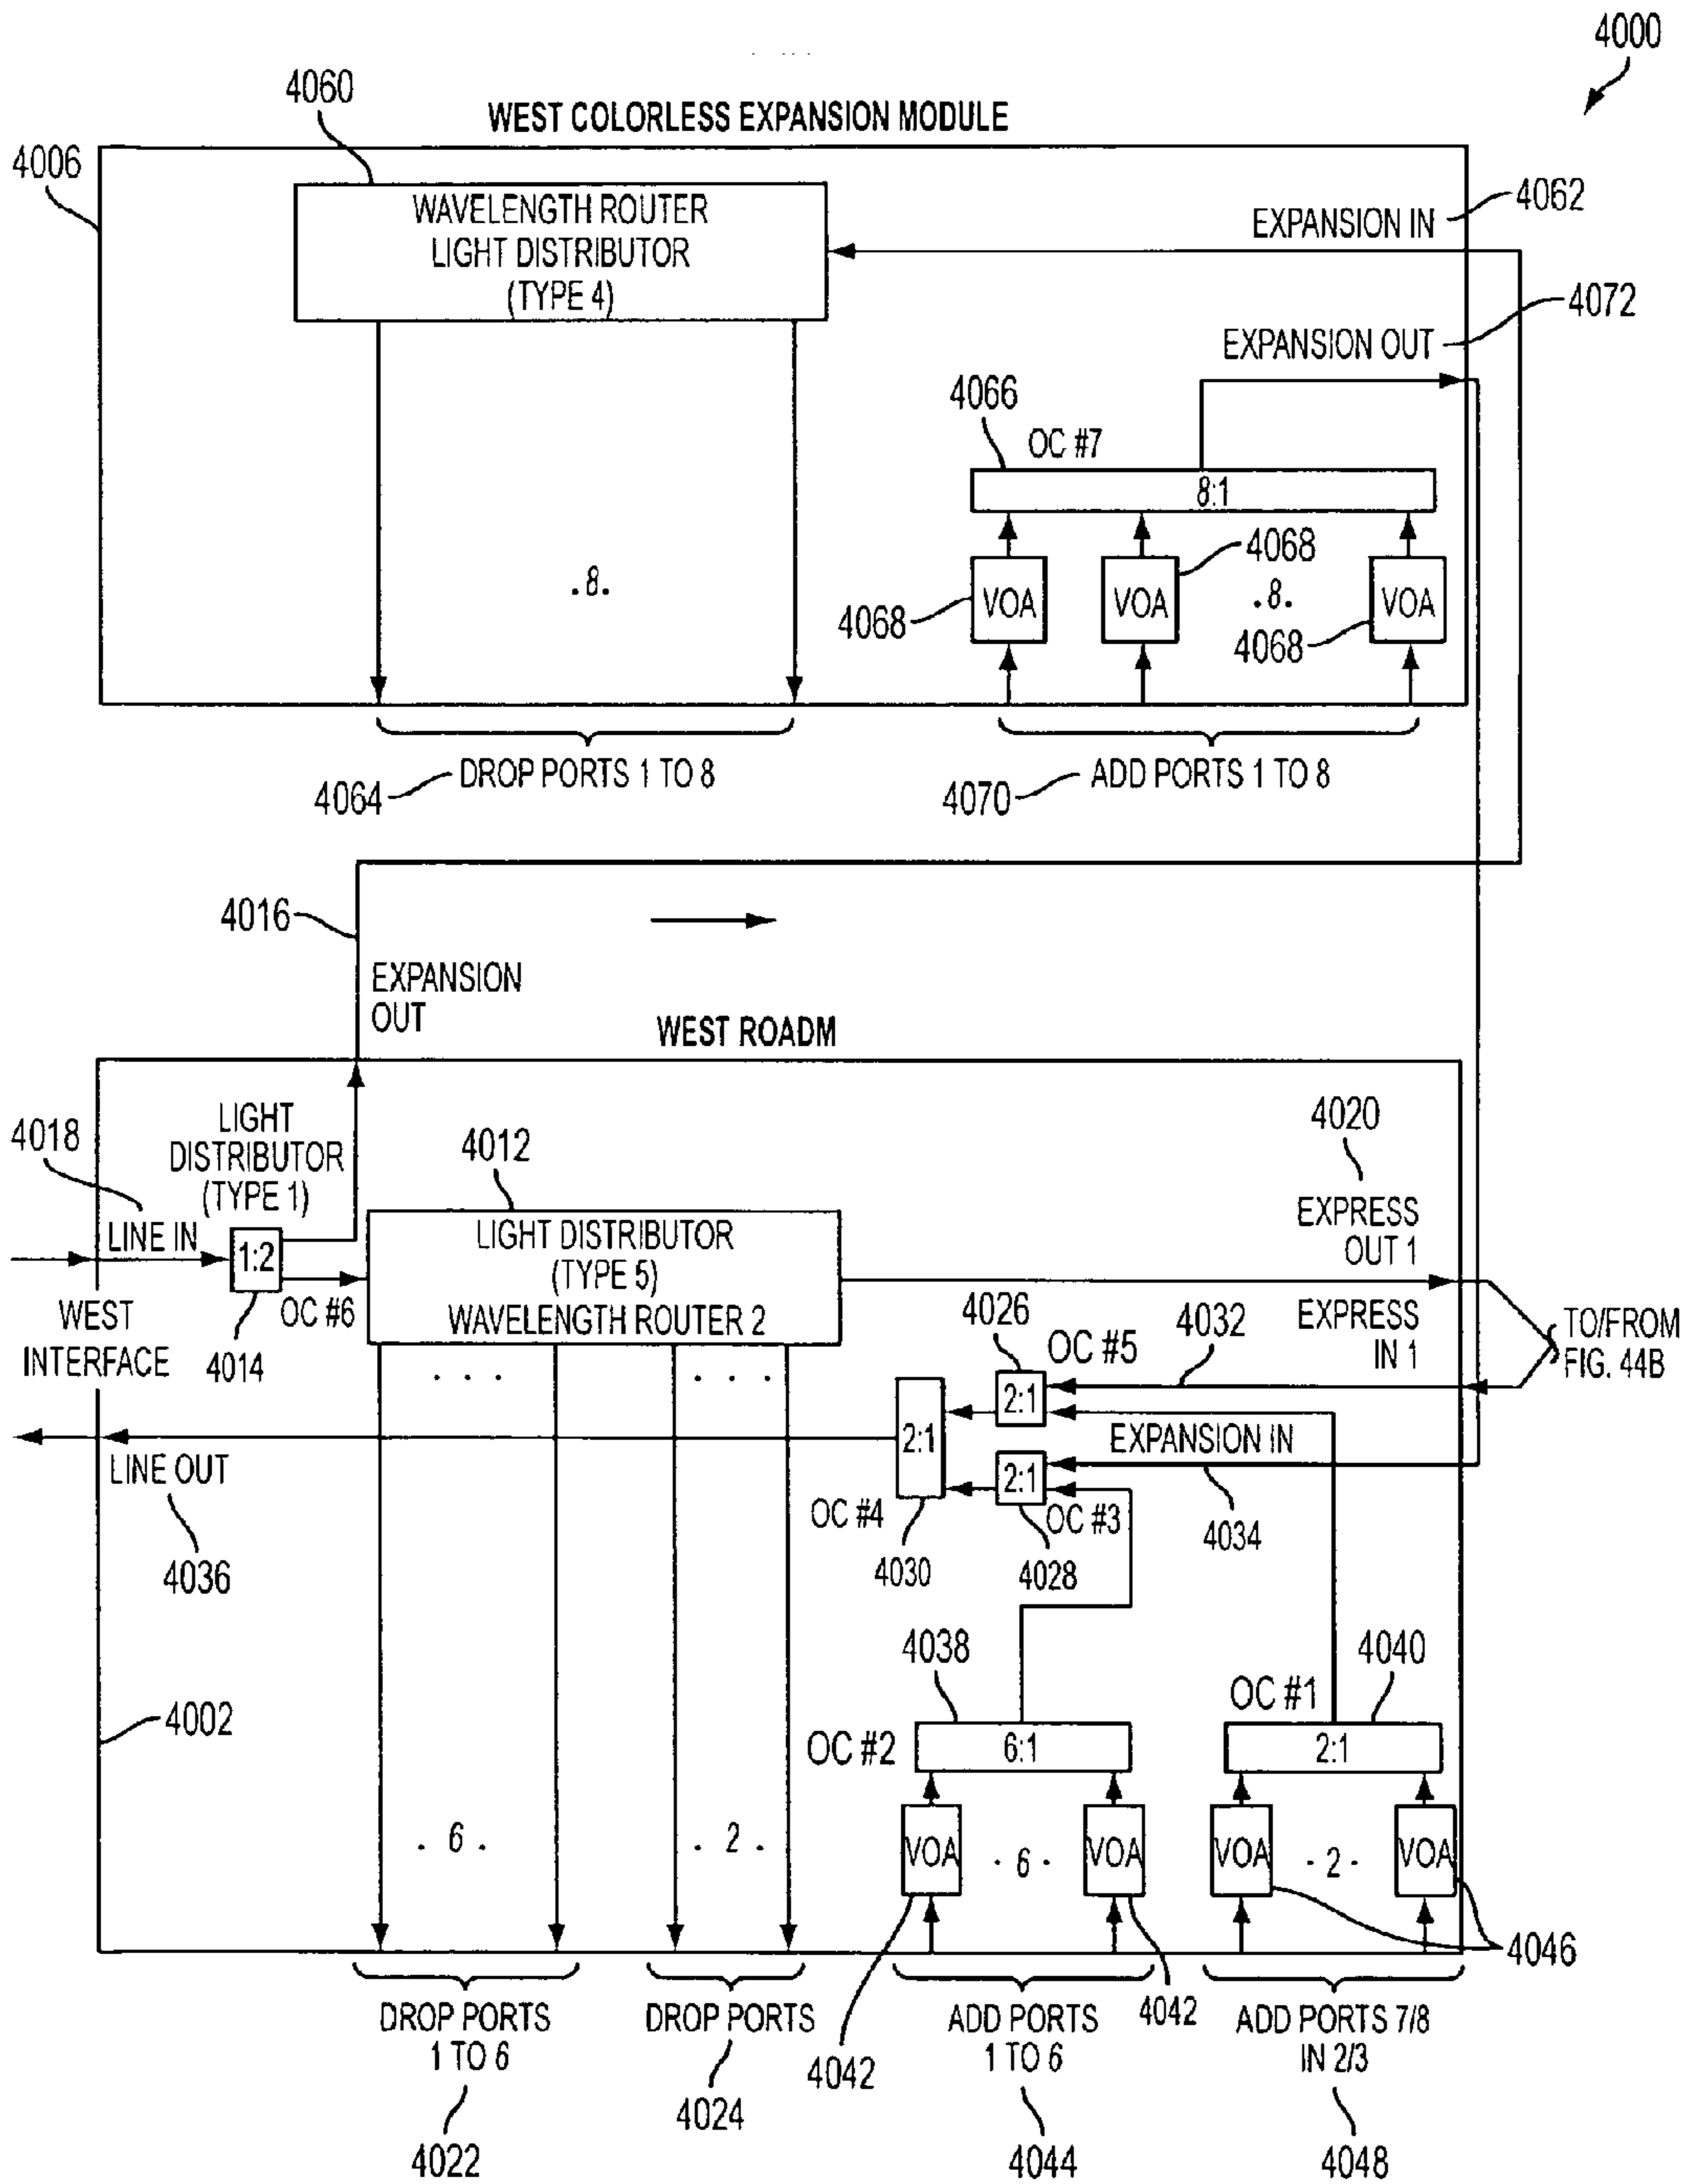 4000
4060
WEST COLORLESS EXPANSION MODULE
4006
WAVELENGTH ROUTER
LIGHT DISTRIBUTOR
(TYPE 4)
EXPANSION IN
4062
EXPANSION OUT
4072
4066
OC #7
8:1
4068
VOA
VOA
VOA
.8.
.8.
4068
4068
DROP PORTS 1 TO 8
4064
ADD PORTS 1 TO 8
4070
4016
EXPANSION
OUT
WEST ROADM
4018
LIGHT
DISTRIBUTOR
(TYPE 1)
4012
4020
LINE IN
1:2
LIGHT DISTRIBUTOR
(TYPE 5)
WAVELENGTH ROUTER 2
EXPRESS
OUT 1
WEST
INTERFACE
4014
OC #6
4026
OC #5
4032
EXPRESS
IN 1
TO/FROM
FIG. 44B
. . .
. . .
2:1
2:1
EXPANSION IN
LINE OUT
2:1
OC #4
OC #3
4034
4036
4030
4028
4038
4040
OC #1
4002
OC #2
6:1
2:1
. 6 .
. 2 .
VOA
. 6 .
VOA
VOA
- 2 -
VOA
4046
DROP PORTS
1 TO 6
DROP PORTS
ADD PORTS
1 TO 6
4042
ADD PORTS 7/8
IN 2/3
4042
4024
4022
4044
4048